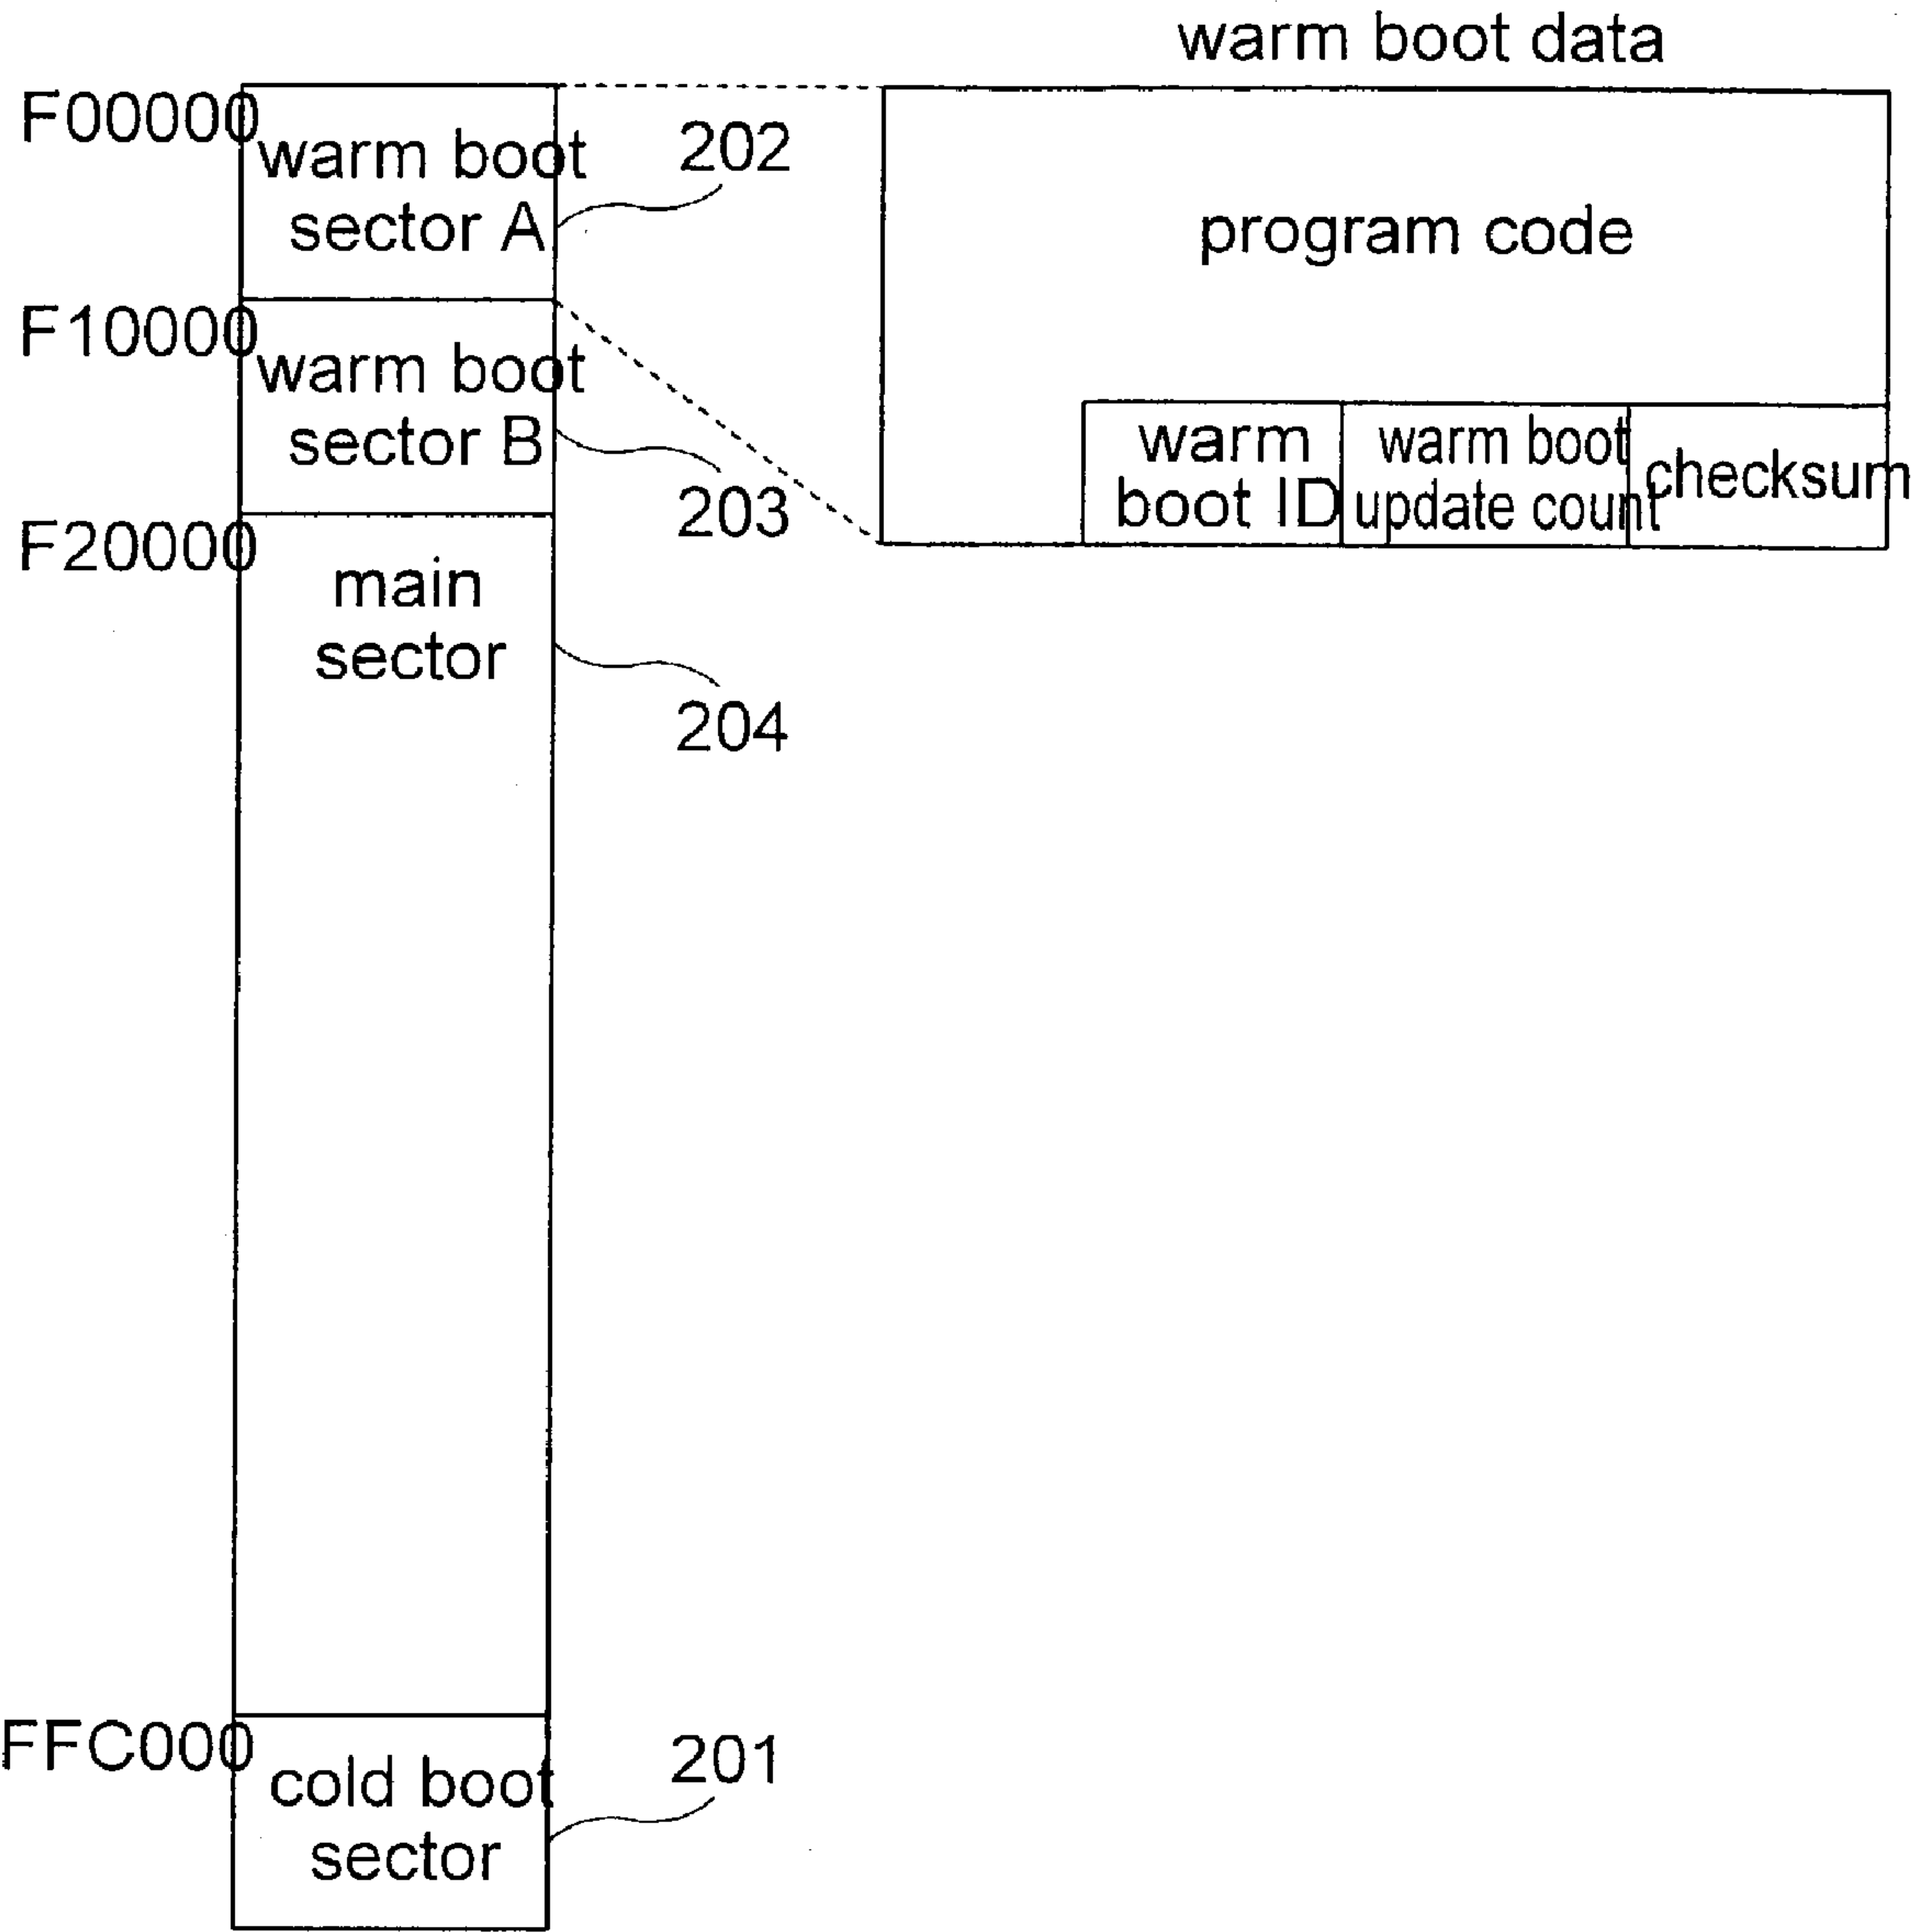 warm boot data
F00000
warm boot
sector A
202
program code
F10000
warm boot
sector B
203
warm
boot ID
warm boot
update count
checksum
F20000
main
sector
204
FFC000
cold boot
sector
201